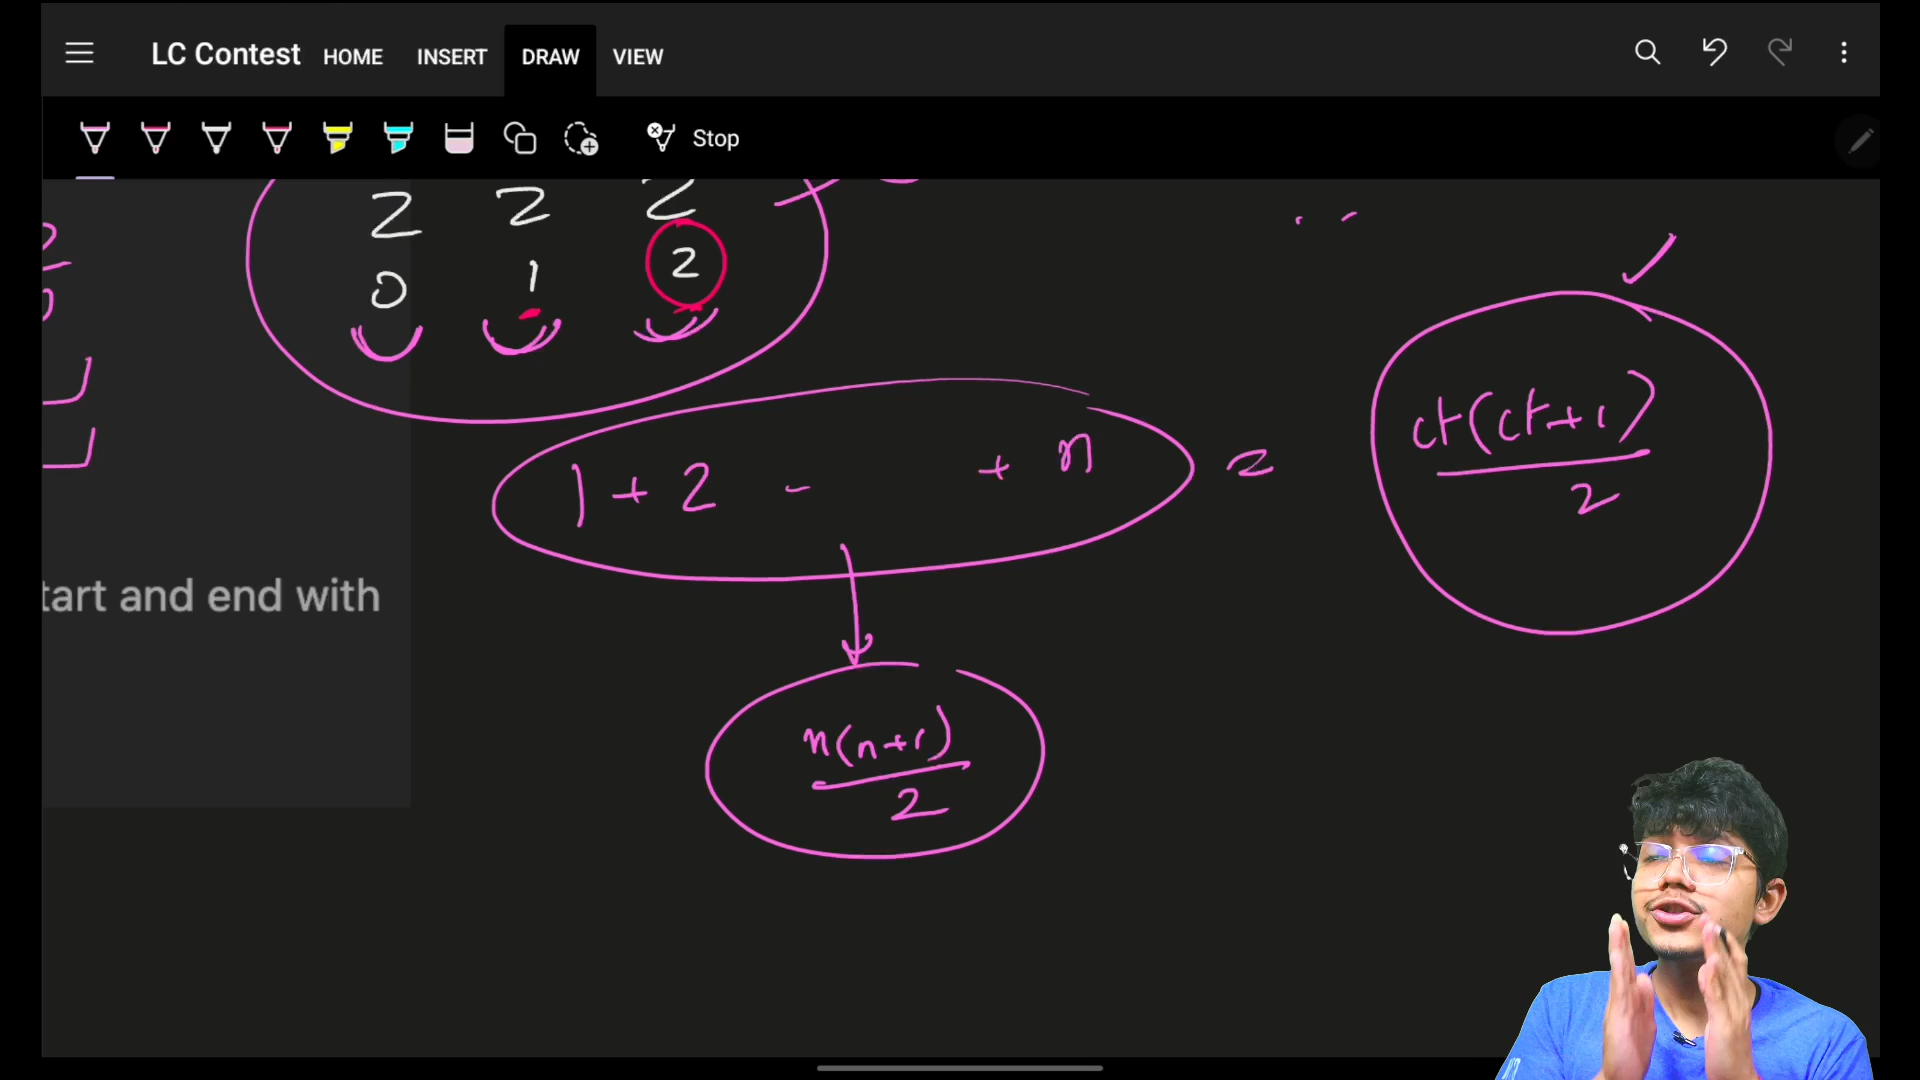 LC Contest HOME INSERT DRAW VIEW
Stop
2 2 2
0 1 2
1 + 2 - + n = ct(ct+1)
2
tart and end with
n(n+1)
2